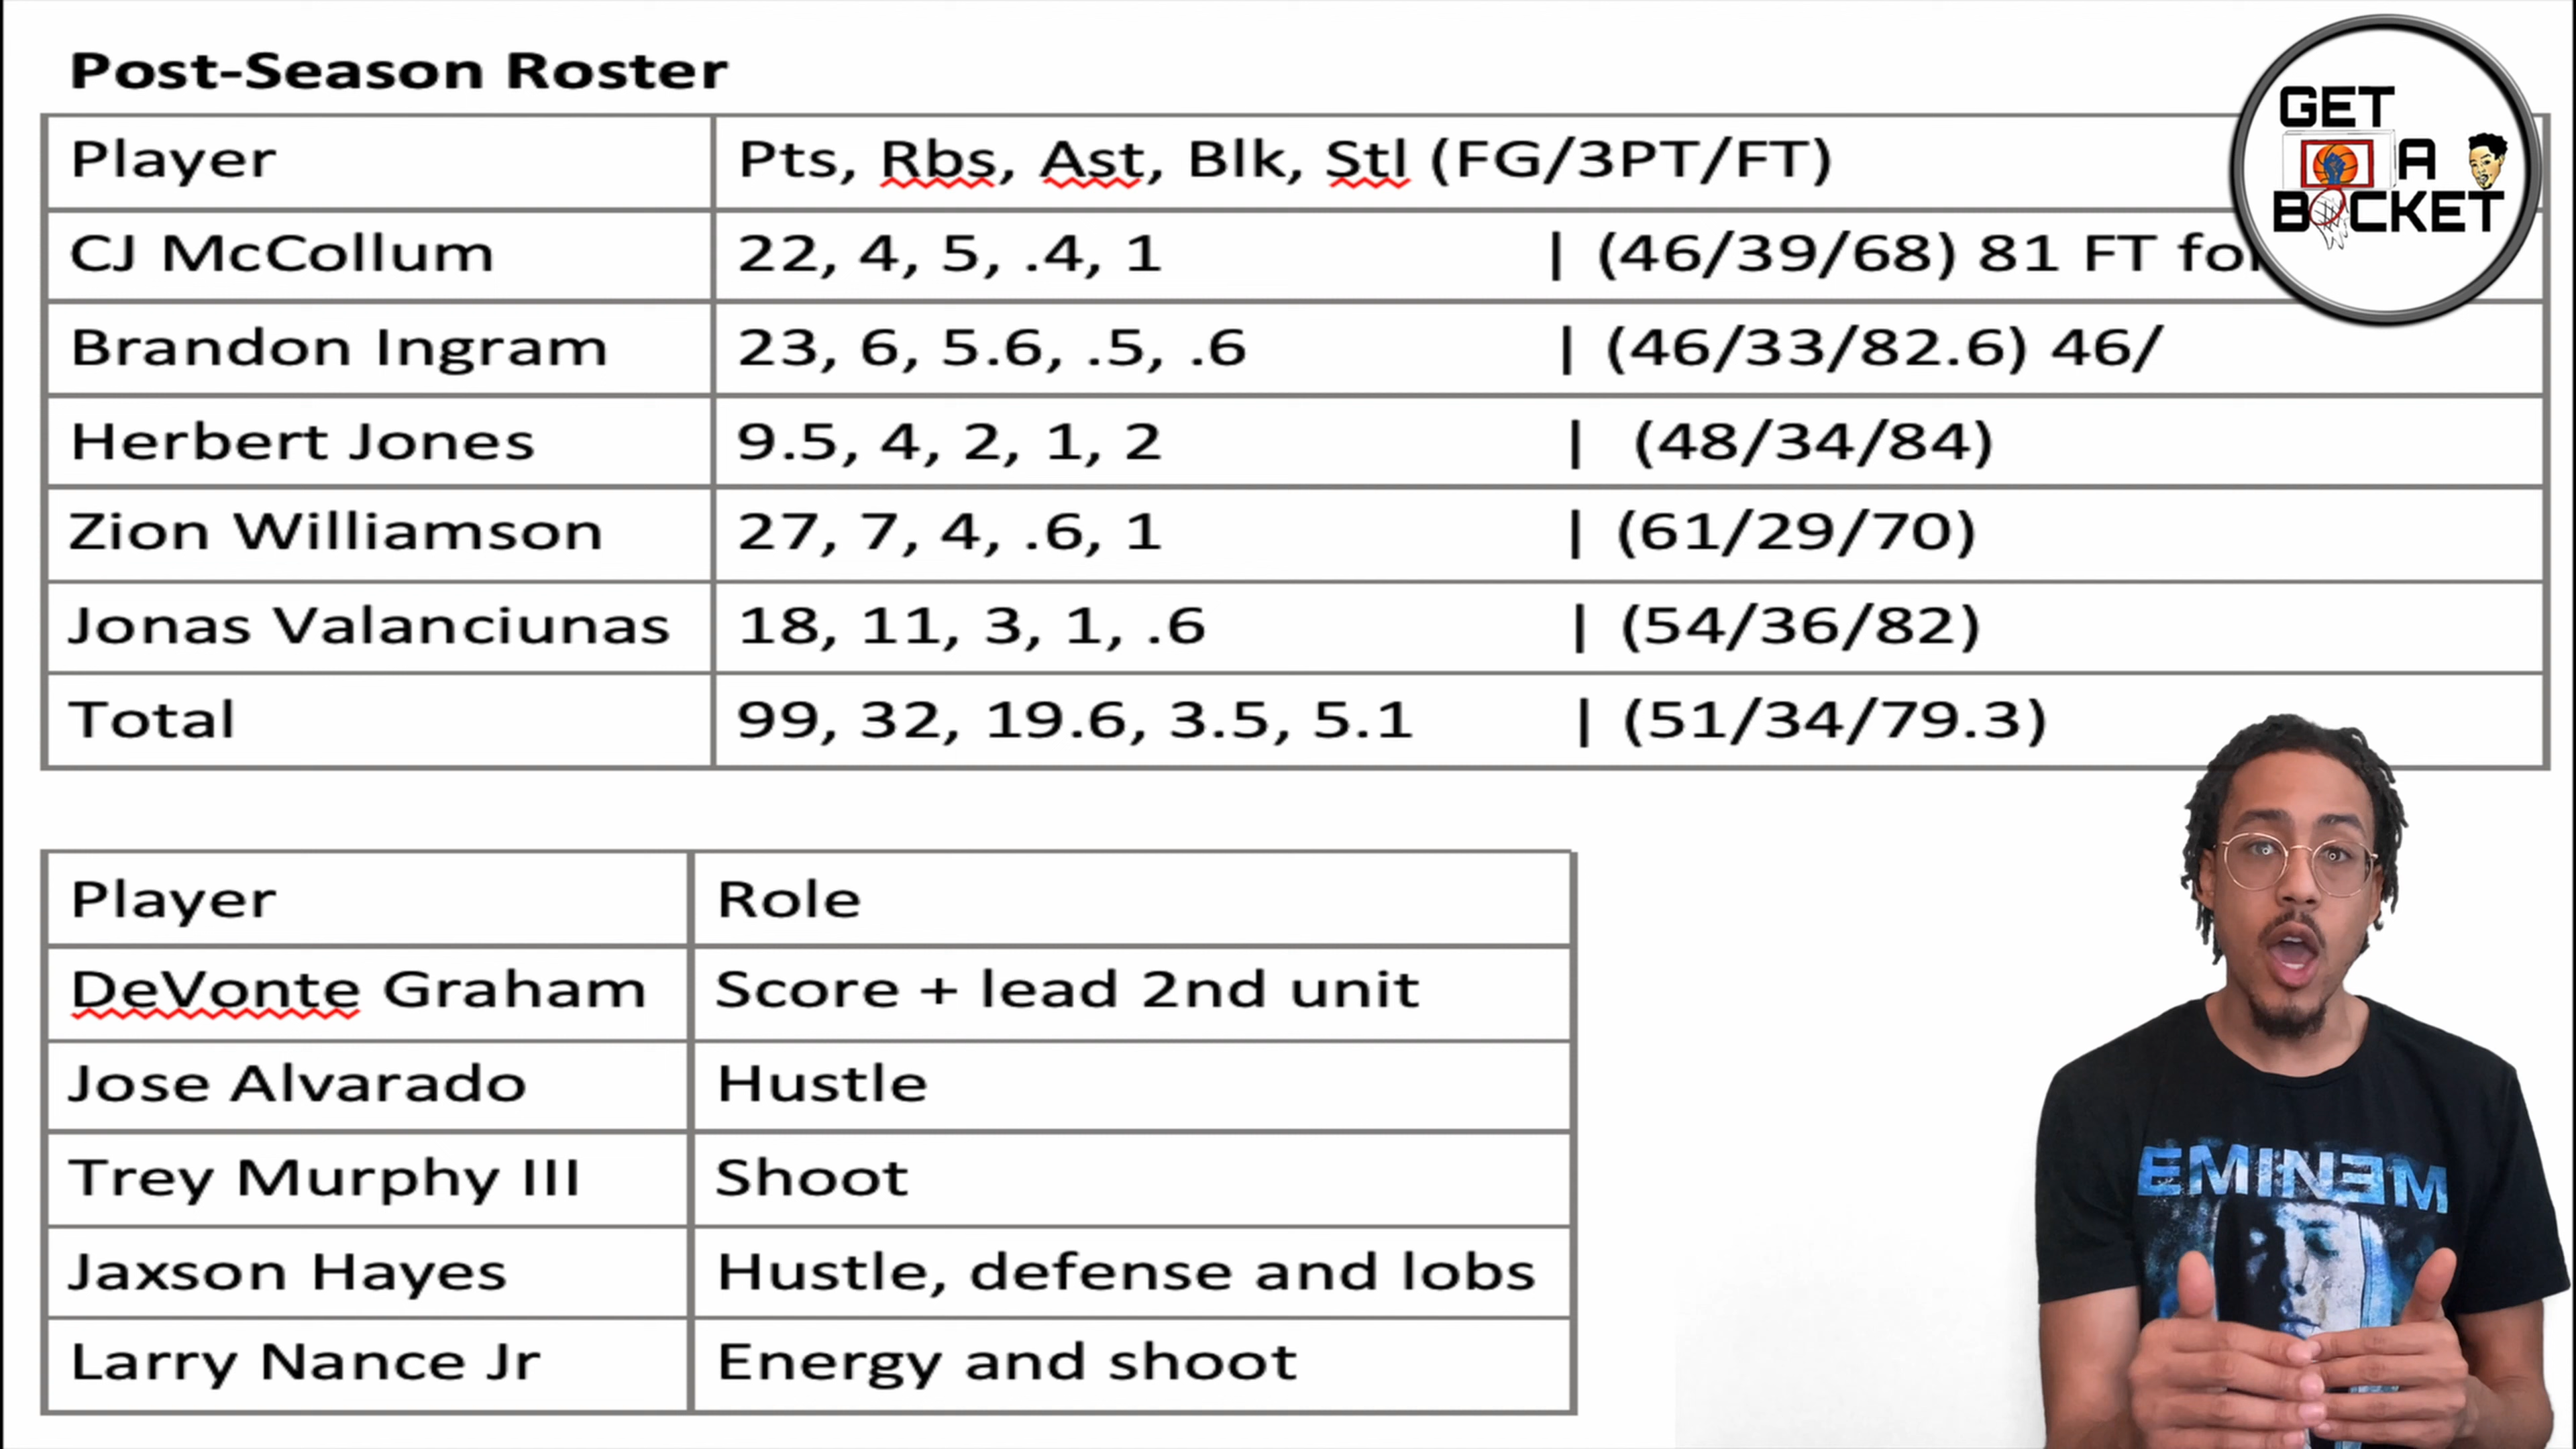 Post-Season Roster
Player Pts, Rbs, Ast, Blk, Stl (FG/3PT/FT)
CJ McCollum 22, 4, 5, .4, 1 | (46/39/68) 81 FT
Brandon Ingram 23, 6, 5.6, .5, .6 | (46/33/82.6) 46/
Herbert Jones 9.5, 4, 2, 1, 2 | (48/34/84)
Zion Williamson 27, 7, 4, .6, 1 | (61/29/70)
Jonas Valanciunas 18, 11, 3, 1, .6 | (54/36/82)
Total 99, 32, 19.6, 3.5, 5.1 | (51/34/79.3)
GET
A
BUCKET
Player Role
DeVonte Graham Score + lead 2nd unit
Jose Alvarado Hustle
Trey Murphy III Shoot
Jaxson Hayes Hustle, defense and lobs
Larry Nance Jr Energy and shoot
EMINƎM